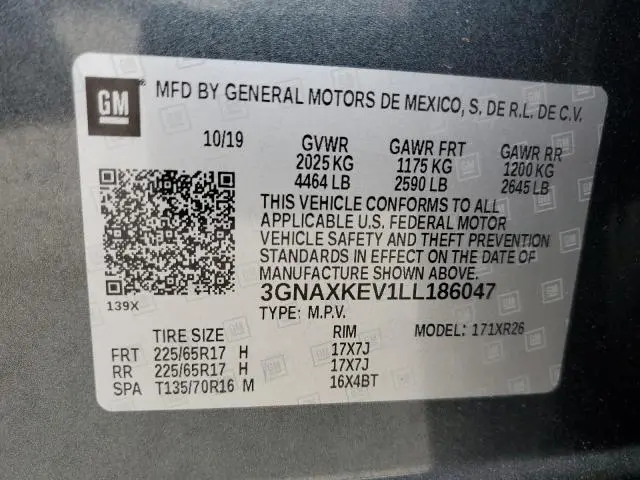 GM ® MFD BY GENERAL MOTORS DE MEXICO, S, DE R.L. DE C.V.
10/19 GVWR GAWR FRT GAWR RR
2025 KG 1175 KG 1200 KG
4464 LB 2590 LB 2645 LB
THIS VEHICLE CONFORMS TO ALL
APPLICABLE U.S. FEDERAL MOTOR
VEHICLE SAFETY AND THEFT PREVENTION
STANDARDS IN EFFECT ON THE DATE OF
MANUFACTURE SHOWN ABOVE.
139X 3GNAXKEV1LL186047
TYPE: M.P.V.
TIRE SIZE RIM MODEL: 171XR26
FRT 225/65R17 H 17X7J
RR 225/65R17 H 17X7J
SPA T135/70R16 M 16X4BT